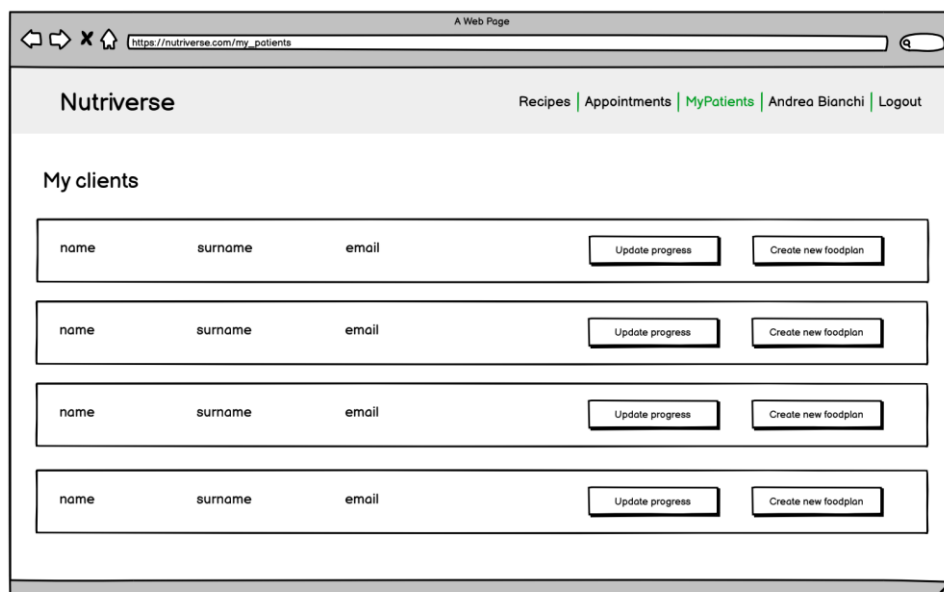 A Web Page
https://nutriverse.com/my_patients
Nutriverse
Recipes | Appointments | MyPatients | Andrea Bianchi | Logout
My clients
name surname email Update progress Create new foodplan
name surname email Update progress Create new foodplan
name surname email Update progress Create new foodplan
name surname email Update progress Create new foodplan